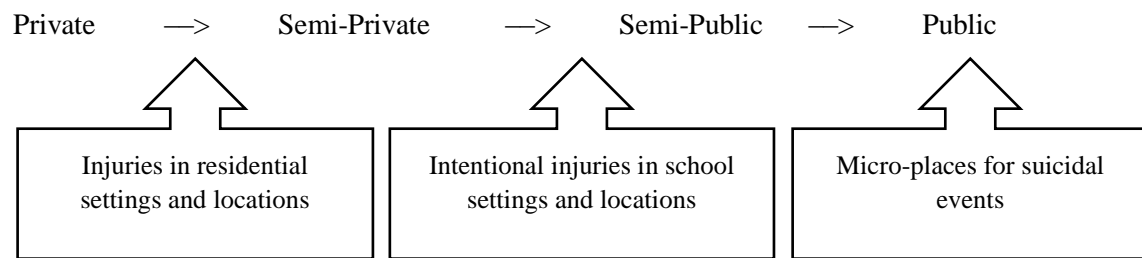 Private —> Semi-Private —> Semi-Public —> Public
Injuries in residential
settings and locations
Intentional injuries in school
settings and locations
Micro-places for suicidal
events